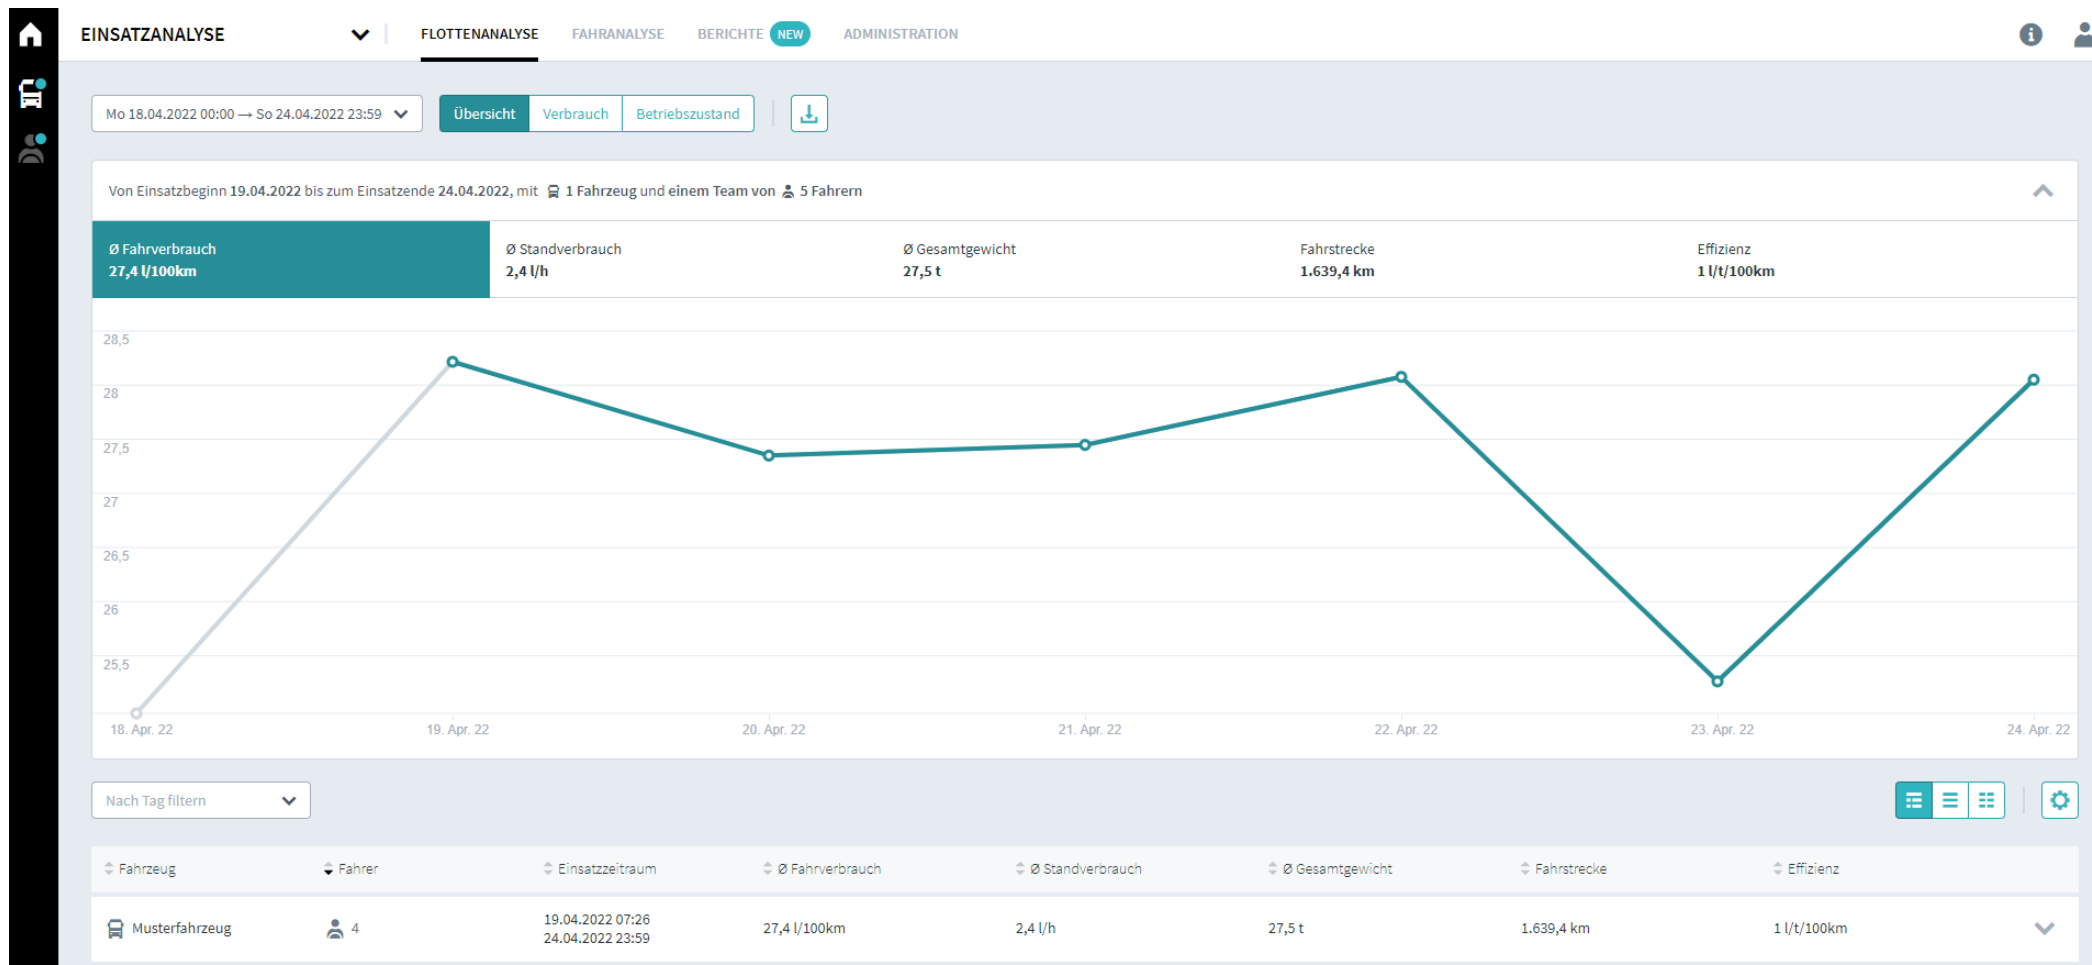 EINSATZANALYSE FLOTTENANALYSE FAHRANALYSE BERICHTE NEW ADMINISTRATION
Mo 18.04.2022 00:00 → So 24.04.2022 23:59 Übersicht Verbrauch Betriebszustand
Von Einsatzbeginn 19.04.2022 bis zum Einsatzende 24.04.2022, mit 1 Fahrzeug und einem Team von 5 Fahrern
Ø Fahrverbrauch Ø Standverbrauch Ø Gesamtgewicht Fahrstrecke Effizienz
27,4 l/100km 2,4 l/h 27,5 t 1.639,4 km 1 l/t/100km
28,5
28
27,5
27
26,5
26
25,5
18. Apr. 22 19. Apr. 22 20. Apr. 22 21. Apr. 22 22. Apr. 22 23. Apr. 22 24. Apr. 22
Nach Tag filtern
Fahrzeug Fahrer Einsatzzeitraum Ø Fahrverbrauch Ø Standverbrauch Ø Gesamtgewicht Fahrstrecke Effizienz
19.04.2022 07:26
Musterfahrzeug 4 27,4 l/100km 2,4 l/h 27,5 t 1.639,4 km 1 l/t/100km
24.04.2022 23:59